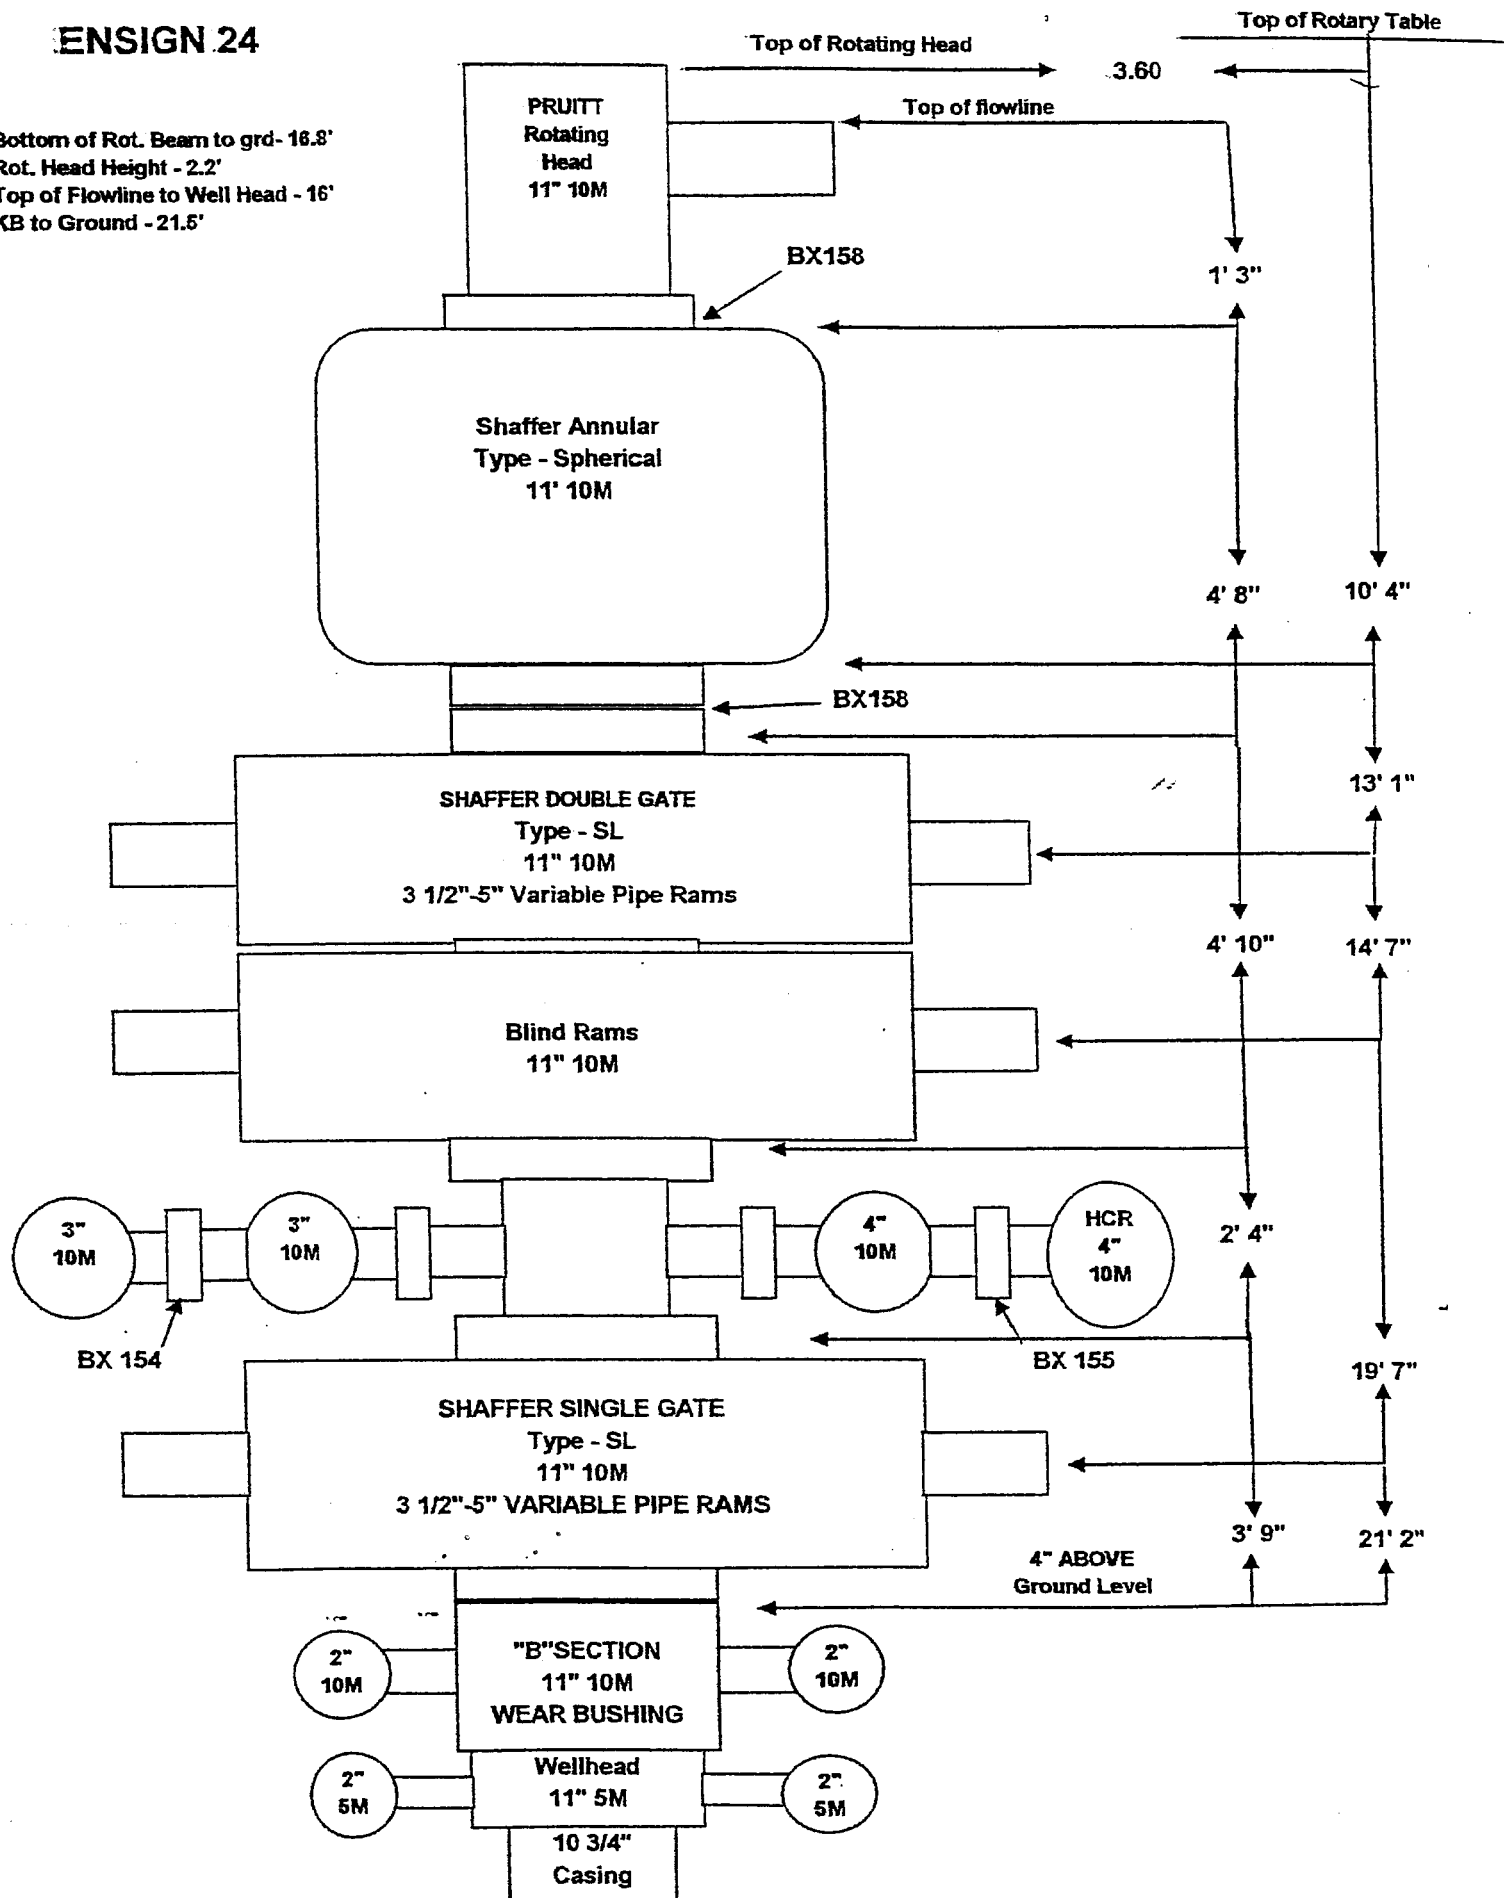 ENSIGN 24
Top of Rotary Table
Top of Rotating Head
3.60
Bottom of Rot. Beam to grd- 16.8'
Rot. Head Height - 2.2'
Top of Flowline to Well Head - 16'
KB to Ground - 21.5'
PRUITT
Rotating
Head
11" 10M
Top of flowline
BX158
1' 3"
Shaffer Annular
Type - Spherical
11' 10M
4' 8"
10' 4"
BX158
13' 1"
SHAFFER DOUBLE GATE
Type - SL
11" 10M
3 1/2"-5" Variable Pipe Rams
4' 10"
14' 7"
Blind Rams
11" 10M
3"
10M
3"
10M
4"
10M
HCR
4"
10M
2' 4"
BX 154
BX 155
19' 7"
SHAFFER SINGLE GATE
Type - SL
11" 10M
3 1/2"-5" VARIABLE PIPE RAMS
3' 9"
21' 2"
4" ABOVE
Ground Level
2"
10M
"B"SECTION
11" 10M
WEAR BUSHING
2"
10M
2"
5M
Wellhead
11" 5M
2"
5M
10 3/4"
Casing